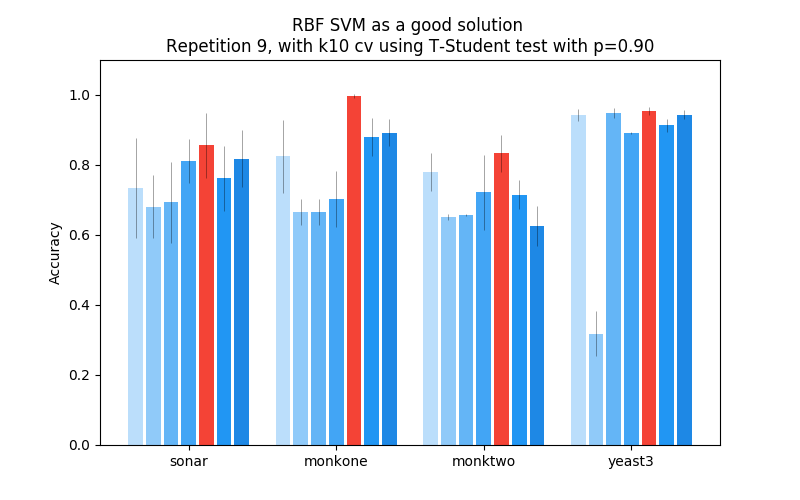 RBF SVM as a good solution
Repetition 9, with k10 cv using T-Student test with p=0.90
1.0
0.8
0.6
0.4
0.2
0.0
Accuracy
sonar
monkone
monktwo
yeast3